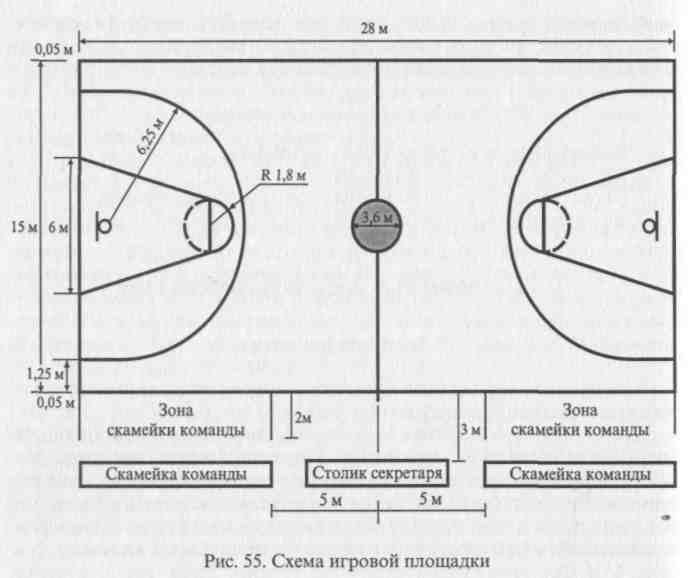 28 м
0,05 м
6,25 м
R 1,8 м
3,6 м
15 м
6 м
1,25 м
0,05 м
Зона
скамейки команды
2м
3 м
Зона
скамейки команды
Скамейка команды
Столик секретаря
Скамейка команды
5 м
5 м
Рис. 55. Схема игровой площадки